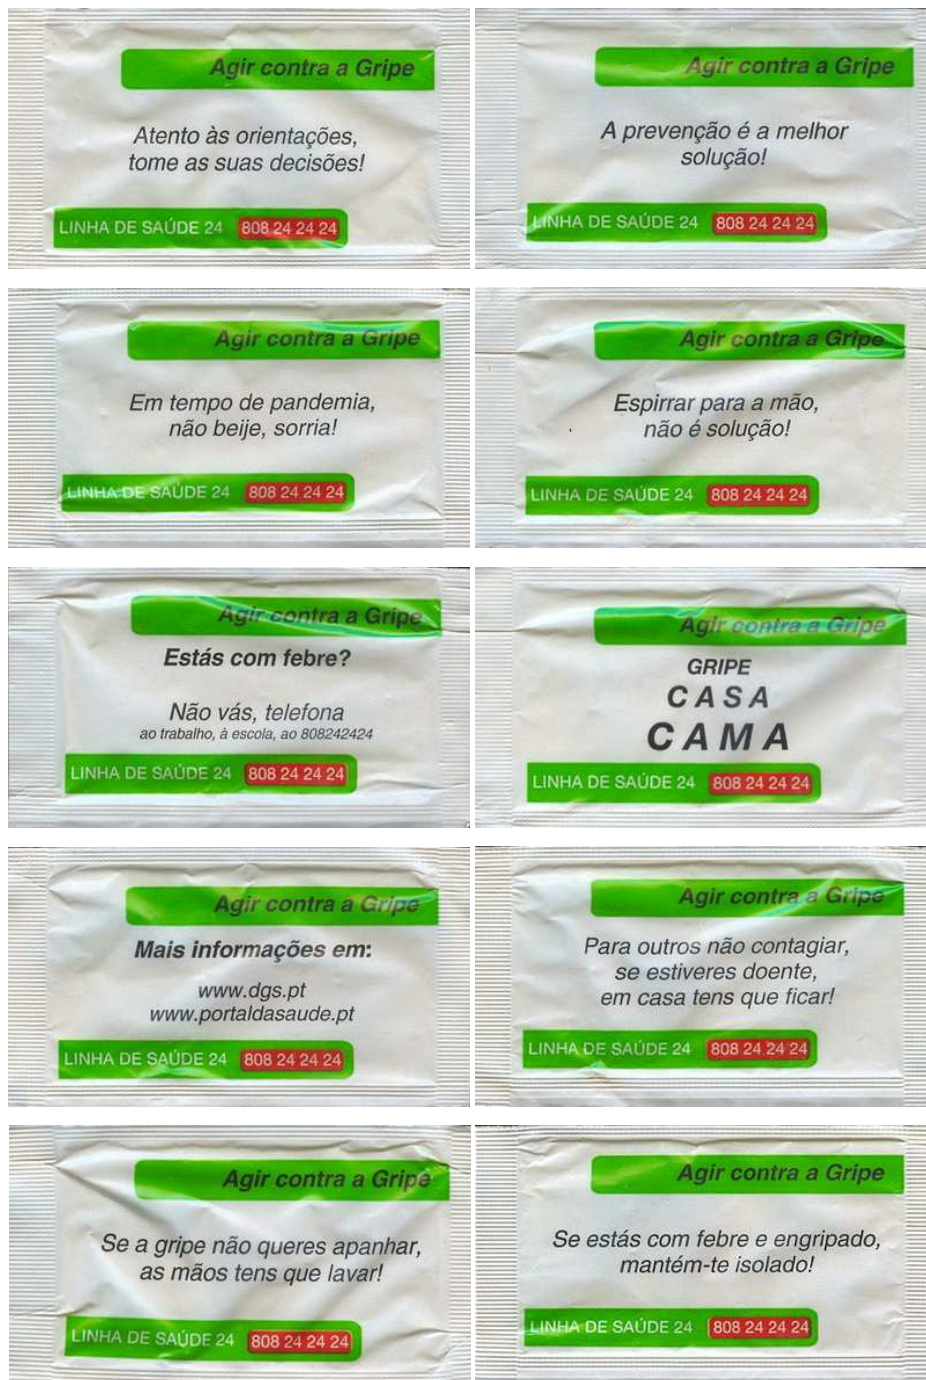 Agir contra a Gripe
Atento às orientações,
tome as suas decisões!
LINHA DE SAÚDE 24 808 24 24 24
Agir contra a Gripe
A prevenção é a melhor
solução!
LINHA DE SAÚDE 24 808 24 24 24
Agir contra a Gripe
Em tempo de pandemia,
não beije, sorria!
LINHA DE SAÚDE 24 808 24 24 24
Agir contra a Gripe
Espirrar para a mão,
não é solução!
LINHA DE SAÚDE 24 808 24 24 24
Agir contra a Gripe
Estás com febre?
Não vás, telefona
ao trabalho, à escola, ao 808242424
LINHA DE SAÚDE 24 808 24 24 24
Agir contra a Gripe
GRIPE
CASA
CAMA
LINHA DE SAÚDE 24 808 24 24 24
Agir contra a Gripe
Mais informações em:
www.dgs.pt
www.portaldasaude.pt
LINHA DE SAÚDE 24 808 24 24 24
Agir contra a Gripe
Para outros não contagiar,
se estiveres doente,
em casa tens que ficar!
LINHA DE SAÚDE 24 808 24 24 24
Agir contra a Gripe
Se a gripe não queres apanhar,
as mãos tens que lavar!
LINHA DE SAÚDE 24 808 24 24 24
Agir contra a Gripe
Se estás com febre e engripado,
mantém-te isolado!
LINHA DE SAÚDE 24 808 24 24 24